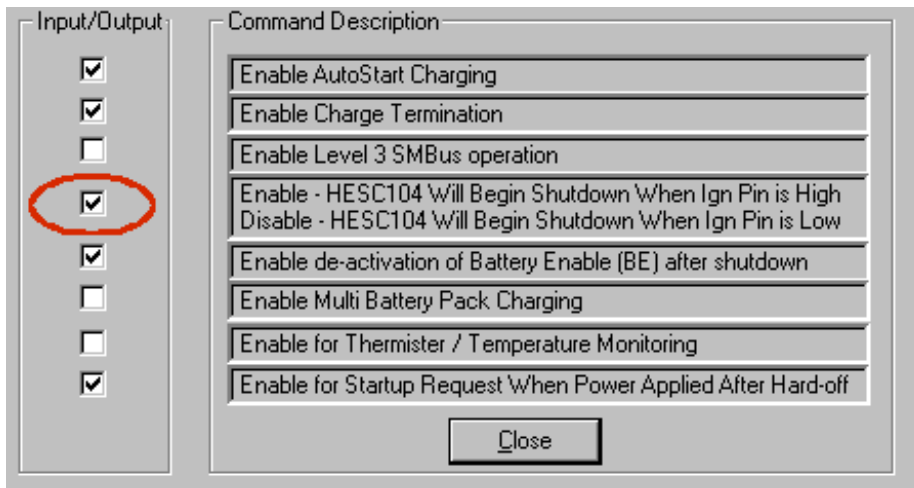 Input/Output
Command Description
Enable AutoStart Charging
Enable Charge Termination
Enable Level 3 SMBus operation
Enable - HESC104 Will Begin Shutdown When Ign Pin is High
Disable - HESC104 Will Begin Shutdown When Ign Pin is Low
Enable de-activation of Battery Enable (BE) after shutdown
Enable Multi Battery Pack Charging
Enable for Thermister / Temperature Monitoring
Enable for Startup Request When Power Applied After Hard-off
Close